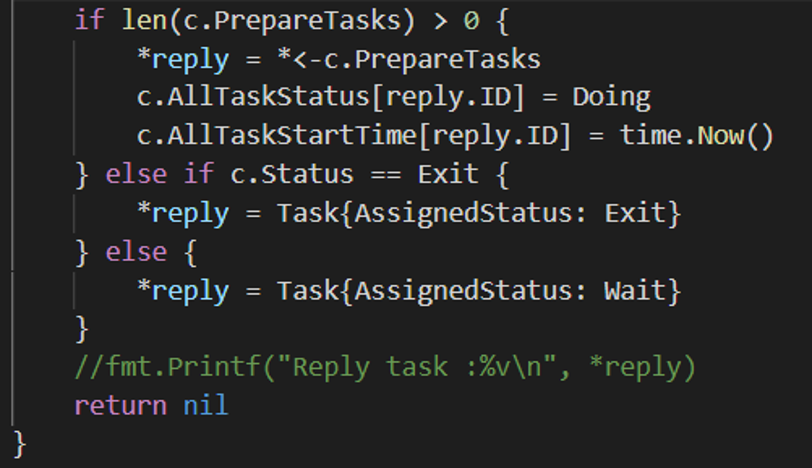 if len(c.PrepareTasks) > 0 {
*reply = *<-c.PrepareTasks
c.AllTaskStatus[reply.ID] = Doing
c.AllTaskStartTime[reply.ID] = time.Now()
} else if c.Status == Exit {
*reply = Task{AssignedStatus: Exit}
} else {
*reply = Task{AssignedStatus: Wait}
}
//fmt.Printf("Reply task :%v\n", *reply)
return nil
}